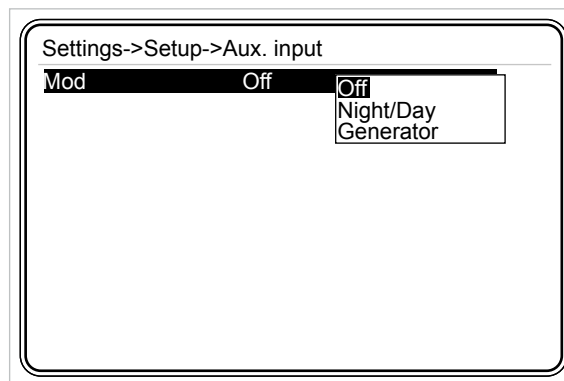 Settings->Setup->Aux. input
Mod Off
Off
Night/Day
Generator